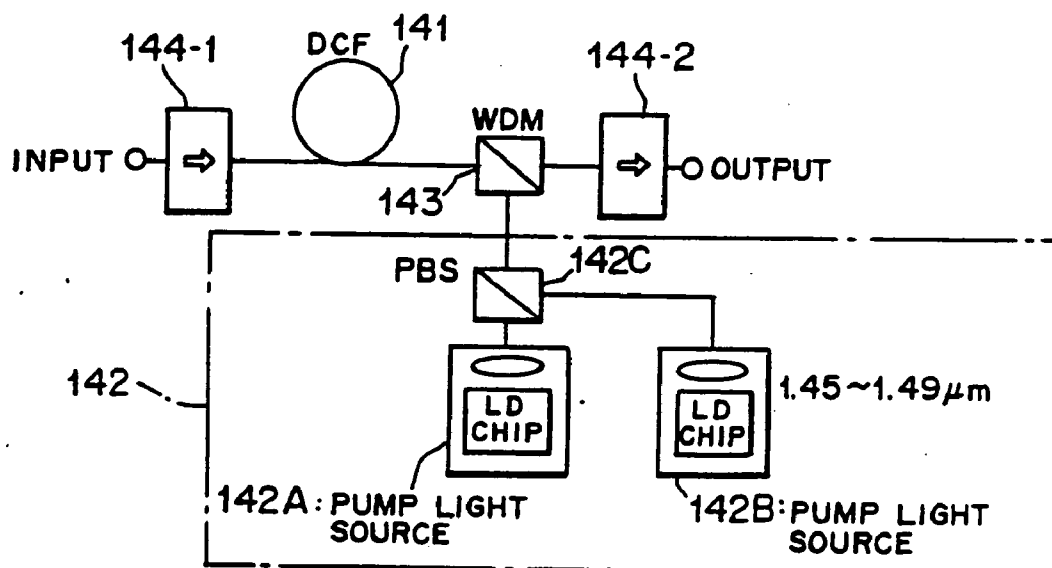 144-1
DCF
141
144-2
WDM
INPUT
OUTPUT
143
PBS
142C
142
LD
CHIP
LD
CHIP
1.45~1.49μm
142A: PUMP LIGHT
SOURCE
142B: PUMP LIGHT
SOURCE